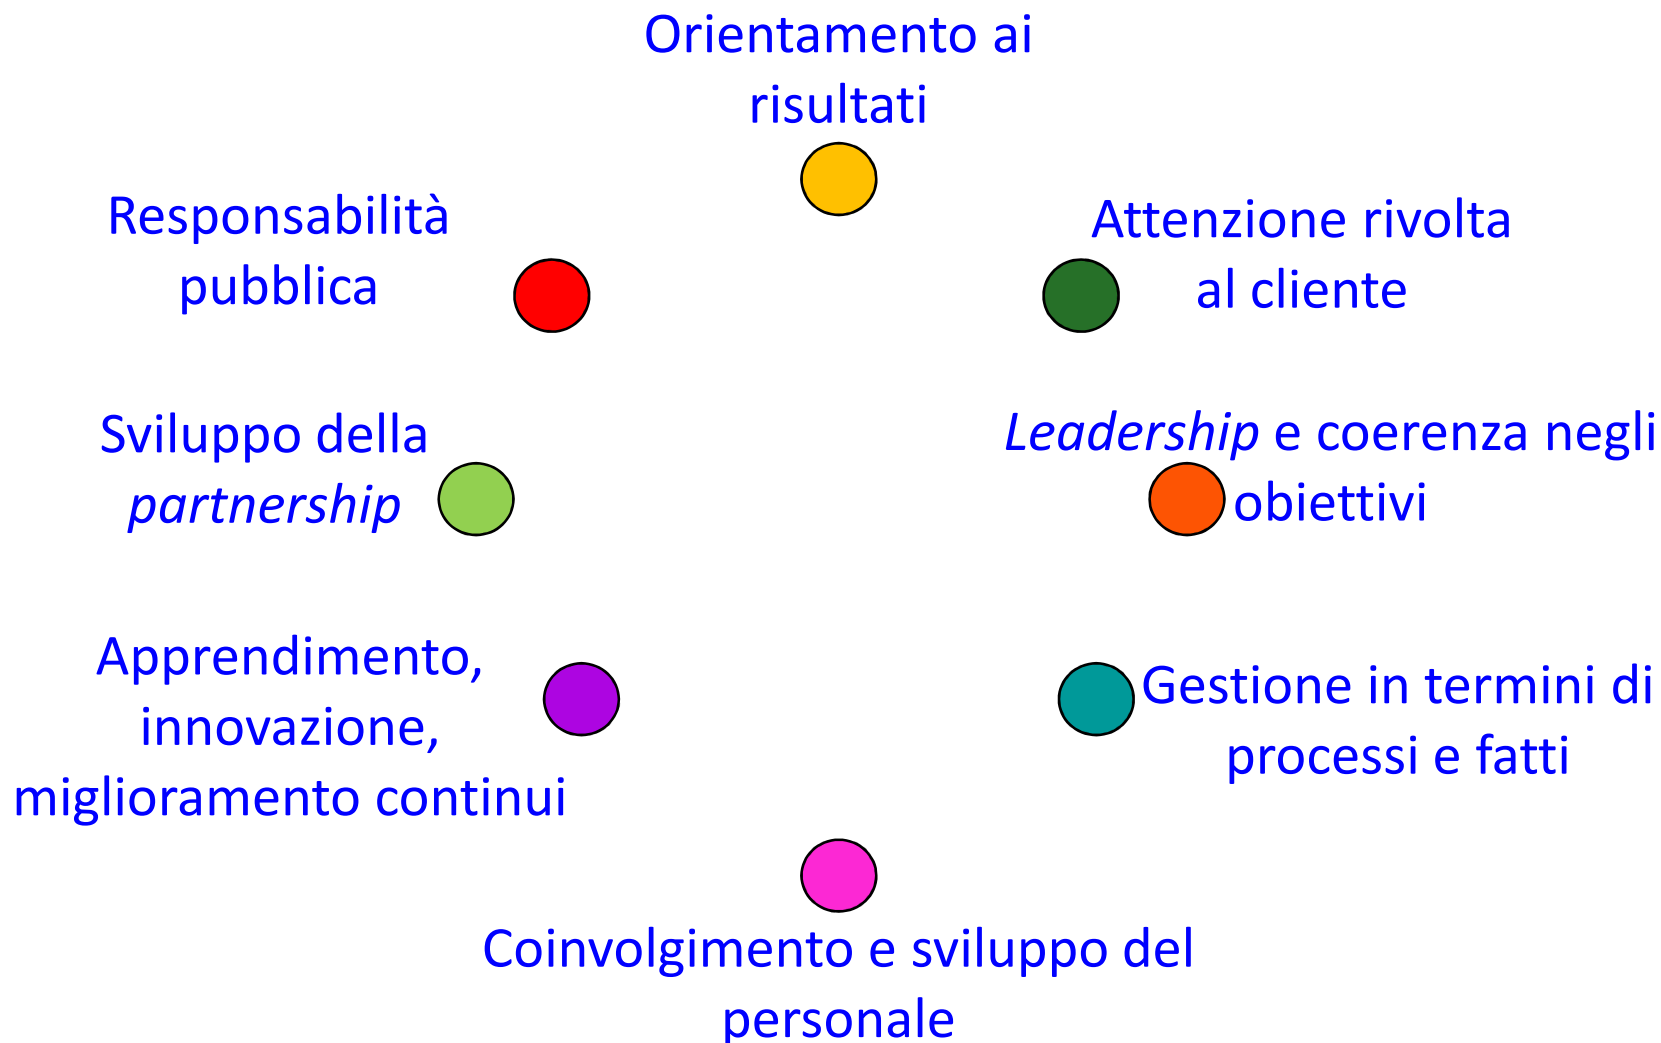 Orientamento ai
risultati
Responsabilità
pubblica
Attenzione rivolta
al cliente
Sviluppo della
partnership
Leadership e coerenza negli
obiettivi
Apprendimento,
innovazione,
miglioramento continui
Gestione in termini di
processi e fatti
Coinvolgimento e sviluppo del
personale